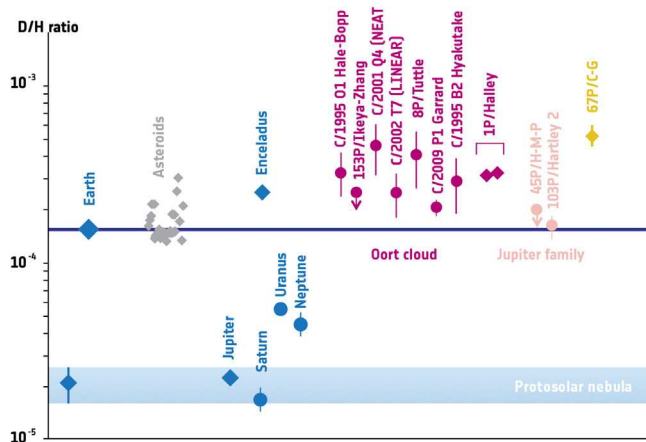 D/H ratio
10-3
10-4
10-5
Earth
Asteroids
Enceladus
Jupiter
Saturn
Uranus
Neptune
C/1995 O1 Hale-Bopp
153P/Ikeya-Zhang
C/2001 Q4 (NEAT
C/2002 T7 (LINEAR)
8P/Tuttle
C/2009 P1 Garrard
C/1995 B2 Hyakutake
1P/Halley
45P/H-M-P
103P/Hartley 2
67P/C-G
Oort cloud
Jupiter family
Protosolar nebula